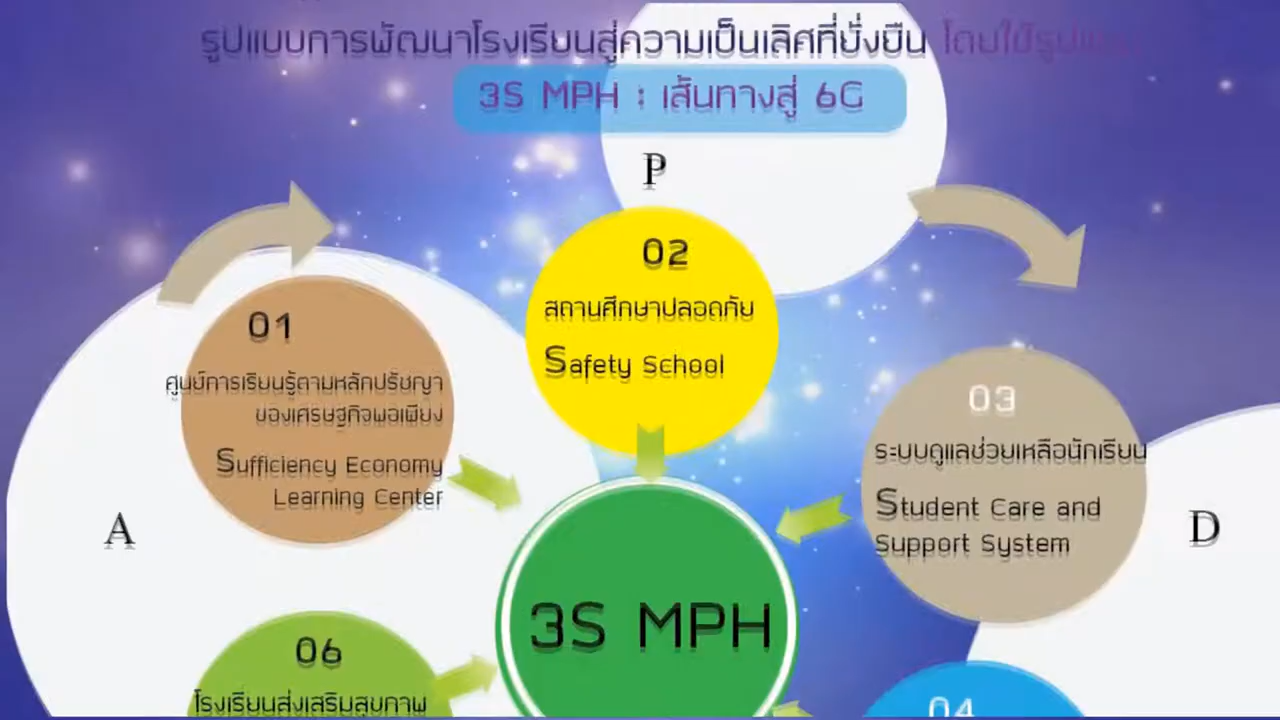 รูปแบบการพัฒนาโรงเรียนสู่ความเป็นเลิศที่ยั่งยืน โดยใช้รูปแบบ
3S MPH : เส้นทางสู่ 6G
P
02
สถานศึกษาปลอดภัย
Safety School
01
ศูนย์การเรียนรู้ตามหลักปรัชญา
ของเศรษฐกิจพอเพียง
Sufficiency Economy
Learning Center
03
ระบบดูแลช่วยเหลือนักเรียน
Student Care and
Support System
A
D
3S MPH
06
โรงเรียนส่งเสริมสุขภาพ
04